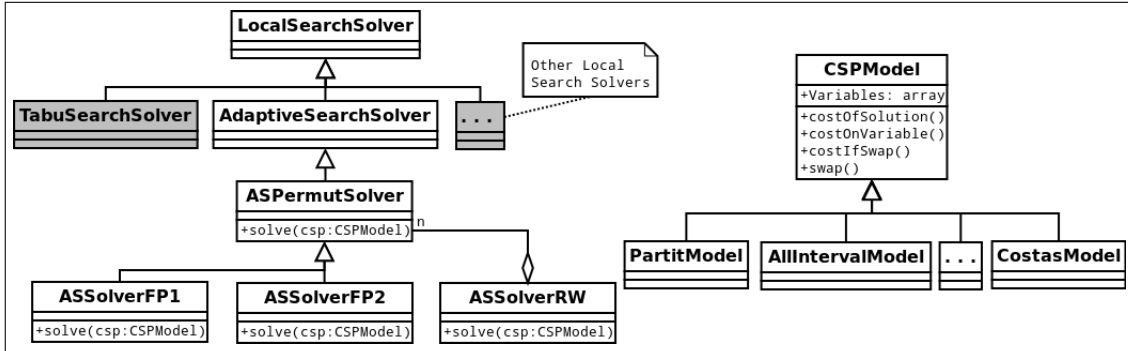 LocalSearchSolver
Other Local
Search Solvers
TabuSearchSolver
AdaptiveSearchSolver
...
ASPermutSolver
+solve(csp:CSPModel)
n
ASSolverFP1
+solve(csp:CSPModel)
ASSolverFP2
+solve(csp:CSPModel)
ASSolverRW
+solve(csp:CSPModel)
CSPModel
+Variables: array
+costOfSolution()
+costOnVariable()
+costIfSwap()
+swap()
PartitModel
AllIntervalModel
...
CostasModel